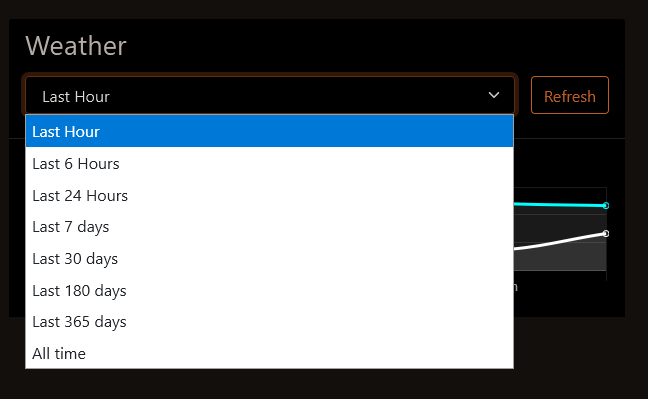 Weather
Last Hour
Refresh
Last Hour
Last 6 Hours
Last 24 Hours
Last 7 days
Last 30 days
Last 180 days
Last 365 days
All time